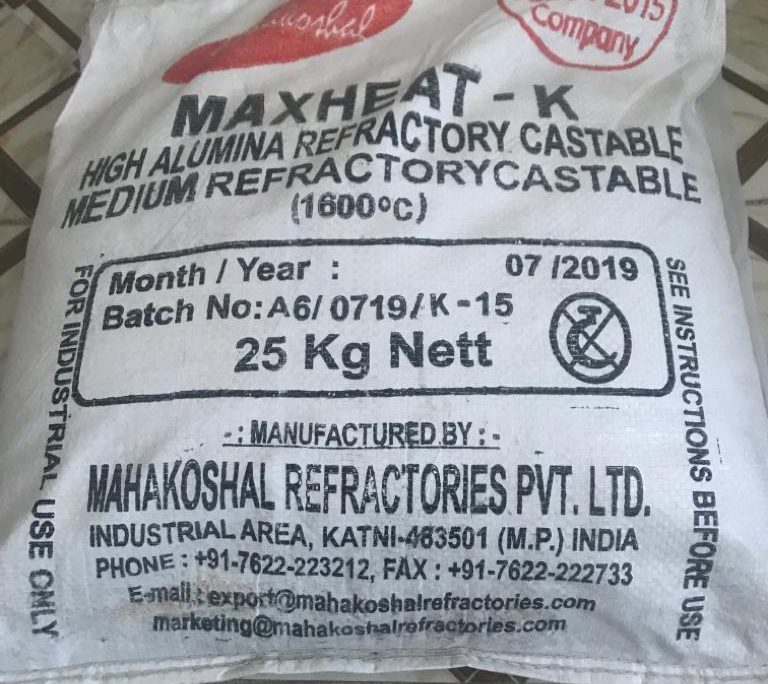 2015
Company
MAXHEAT - K
HIGH ALUMINA REFRACTORY CASTABLE
MEDIUM REFRACTORYCASTABLE
(1600ºC)
FOR INDUSTRIAL USE ONLY
Month / Year : 07 /2019
Batch No:A6/ 0719/K-15
25 Kg Nett
SEE INSTRUCTIONS BEFORE USE
-: MANUFACTURED BY :-
MAHAKOSHAL REFRACTORIES PVT. LTD.
INDUSTRIAL AREA, KATNI-483501 (M.P.) INDIA
PHONE : +91-7622-223212, FAX : +91-7622-222733
E-mail : export@mahakoshalrefractories.com
marketing@mahakoshalrefractories.com